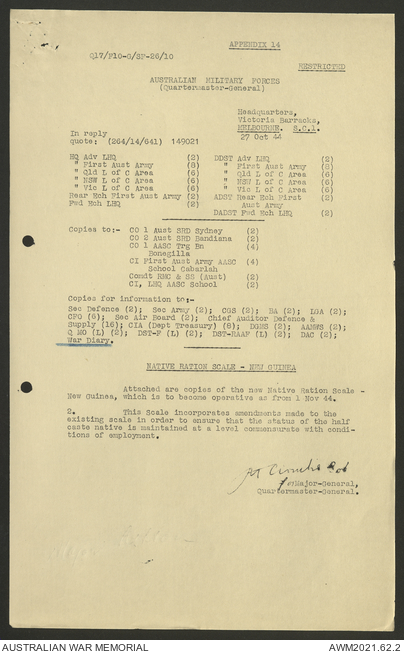 APPENDIX 14
Q17/F10-G/SF-26/10
RESTRICTED
AUSTRALIAN MILITARY FORCES
(Quartermaster-General)
Headquarters,
Victoria Barracks,
MELBOURNE. S.C.1.
27 Oct 44
In reply
quote: (264/14/641) 149021
HQ Adv LHQ (2) DDST Adv LHQ (2)
" First Aust Army (8) " First Aust Army (3)
" Qld L of C Area (6) " Qld L of C Area (6)
" NSW L of C Area (6) " NSW L of C Area (6)
" Vic L of C Area (6) " Vic L of C Area (6)
Rear Ech First Aust Army (2) ADST Rear Ech First
Fwd Ech LHQ (2) Aust Army (2)
DADST Fwd Ech LHQ (2)
Copies to:- CO 1 Aust SRD Sydney (2)
CO 2 Aust SRD Bandiana (2)
CO 1 AASC Trg Bn (4)
Bonegilla
CI First Aust Army AASC (4)
School Cabarlah
Comdt RMC & SS (Aust) (2)
CI, LHQ AASC School (2)
Copies for information to:-
Sec Defence (2); Sec Army (2); CGS (2); BA (2); LGA (2);
CFO (6); Sec Air Board (2); Chief Auditor Defence &
Supply (16); CIA (Dept Treasury) (6); DGMS (2); AAMWS (2);
Q MO (L) (2); DST-F (L) (2); DST-RAAF (L) (2); DAC (2);
War Diary.
NATIVE RATION SCALE - NEW GUINEA
Attached are copies of the new Native Ration Scale -
New Guinea, which is to become operative as from 1 Nov 44.
2. This Scale incorporates amendments made to the
existing scale in order to ensure that the status of the half
caste native is maintained at a level commensurate with condi-
tions of employment.
for Major-General,
Quartermaster-General.
AUSTRALIAN WAR MEMORIAL AWM2021.62.2